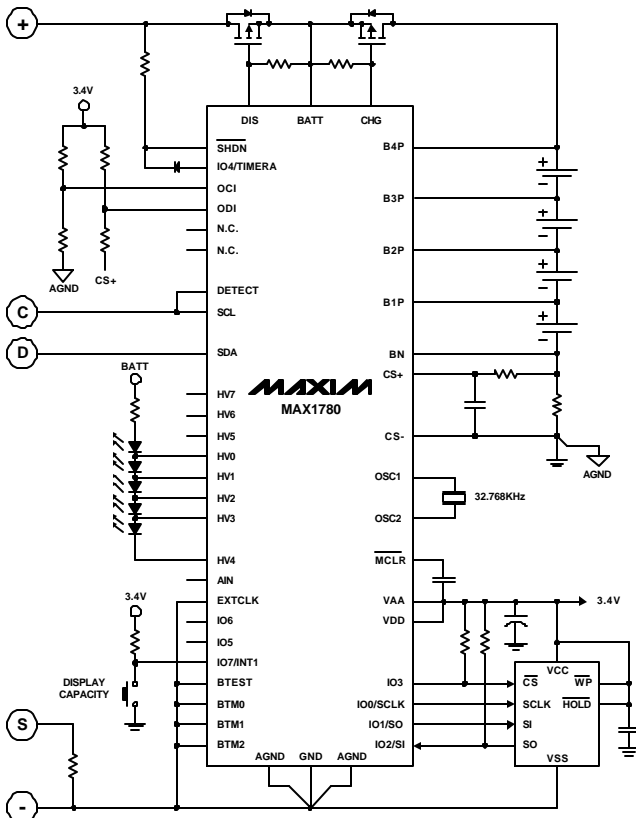 +
3.4V
DIS
BATT
CHG
SHDN
IO4/TIMERA
OCI
ODI
N.C.
N.C.
AGND
CS+
DETECT
C
SCL
D
SDA
BATT
HV7
HV6
HV5
HV0
HV1
HV2
HV3
HV4
AIN
3.4V
EXTCLK
IO6
IO5
IO7/INT1
DISPLAY
CAPACITY
BTEST
BTM0
BTM1
BTM2
S
-
AGND
GND
AGND
MAXIM
MAX1780
B4P
+
-
B3P
+
-
B2P
+
-
B1P
+
-
BN
CS+
CS-
AGND
OSC1
32.768KHz
OSC2
MCLR
VAA
3.4V
VDD
IO3
IO0/SCLK
IO1/SO
IO2/SI
VCC
CS
WP
SCLK
HOLD
SI
SO
VSS